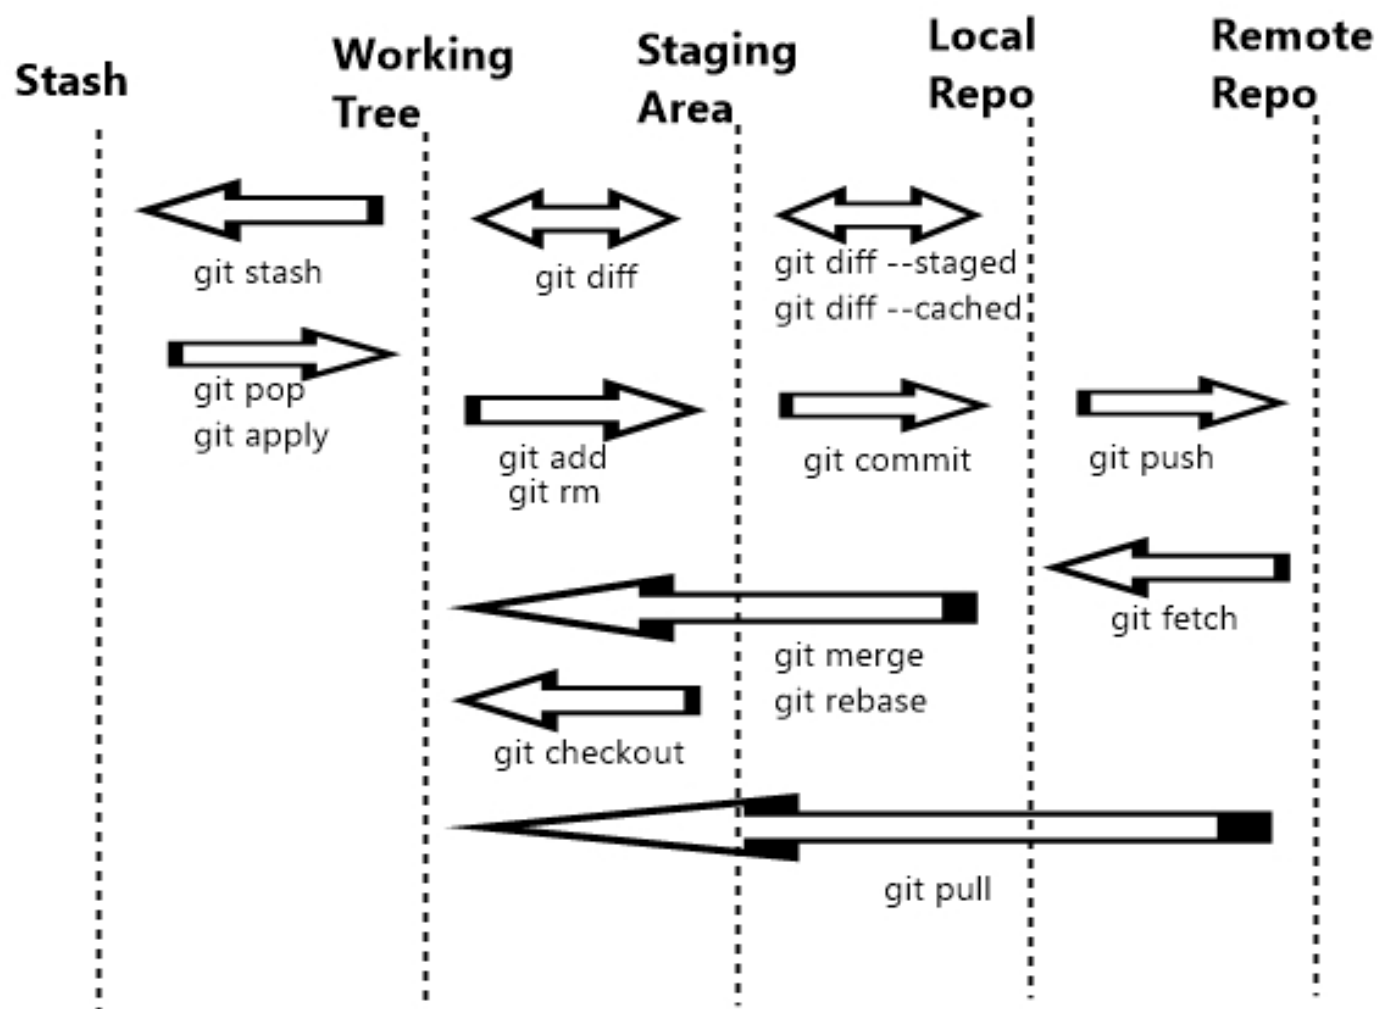 Stash
Working
Tree
Staging
Area
Local
Repo
Remote
Repo
git stash
git diff
git diff --staged
git diff --cached
git pop
git apply
git add
git rm
git commit
git push
git fetch
git merge
git rebase
git checkout
git pull